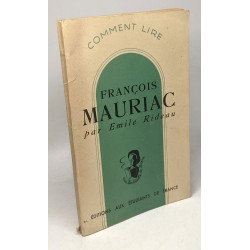 COMMENT LIRE
FRANÇOIS
MAURIAC
par Emile Rideau
ÉDITIONS AUX ÉTUDIANTS DE FRANCE